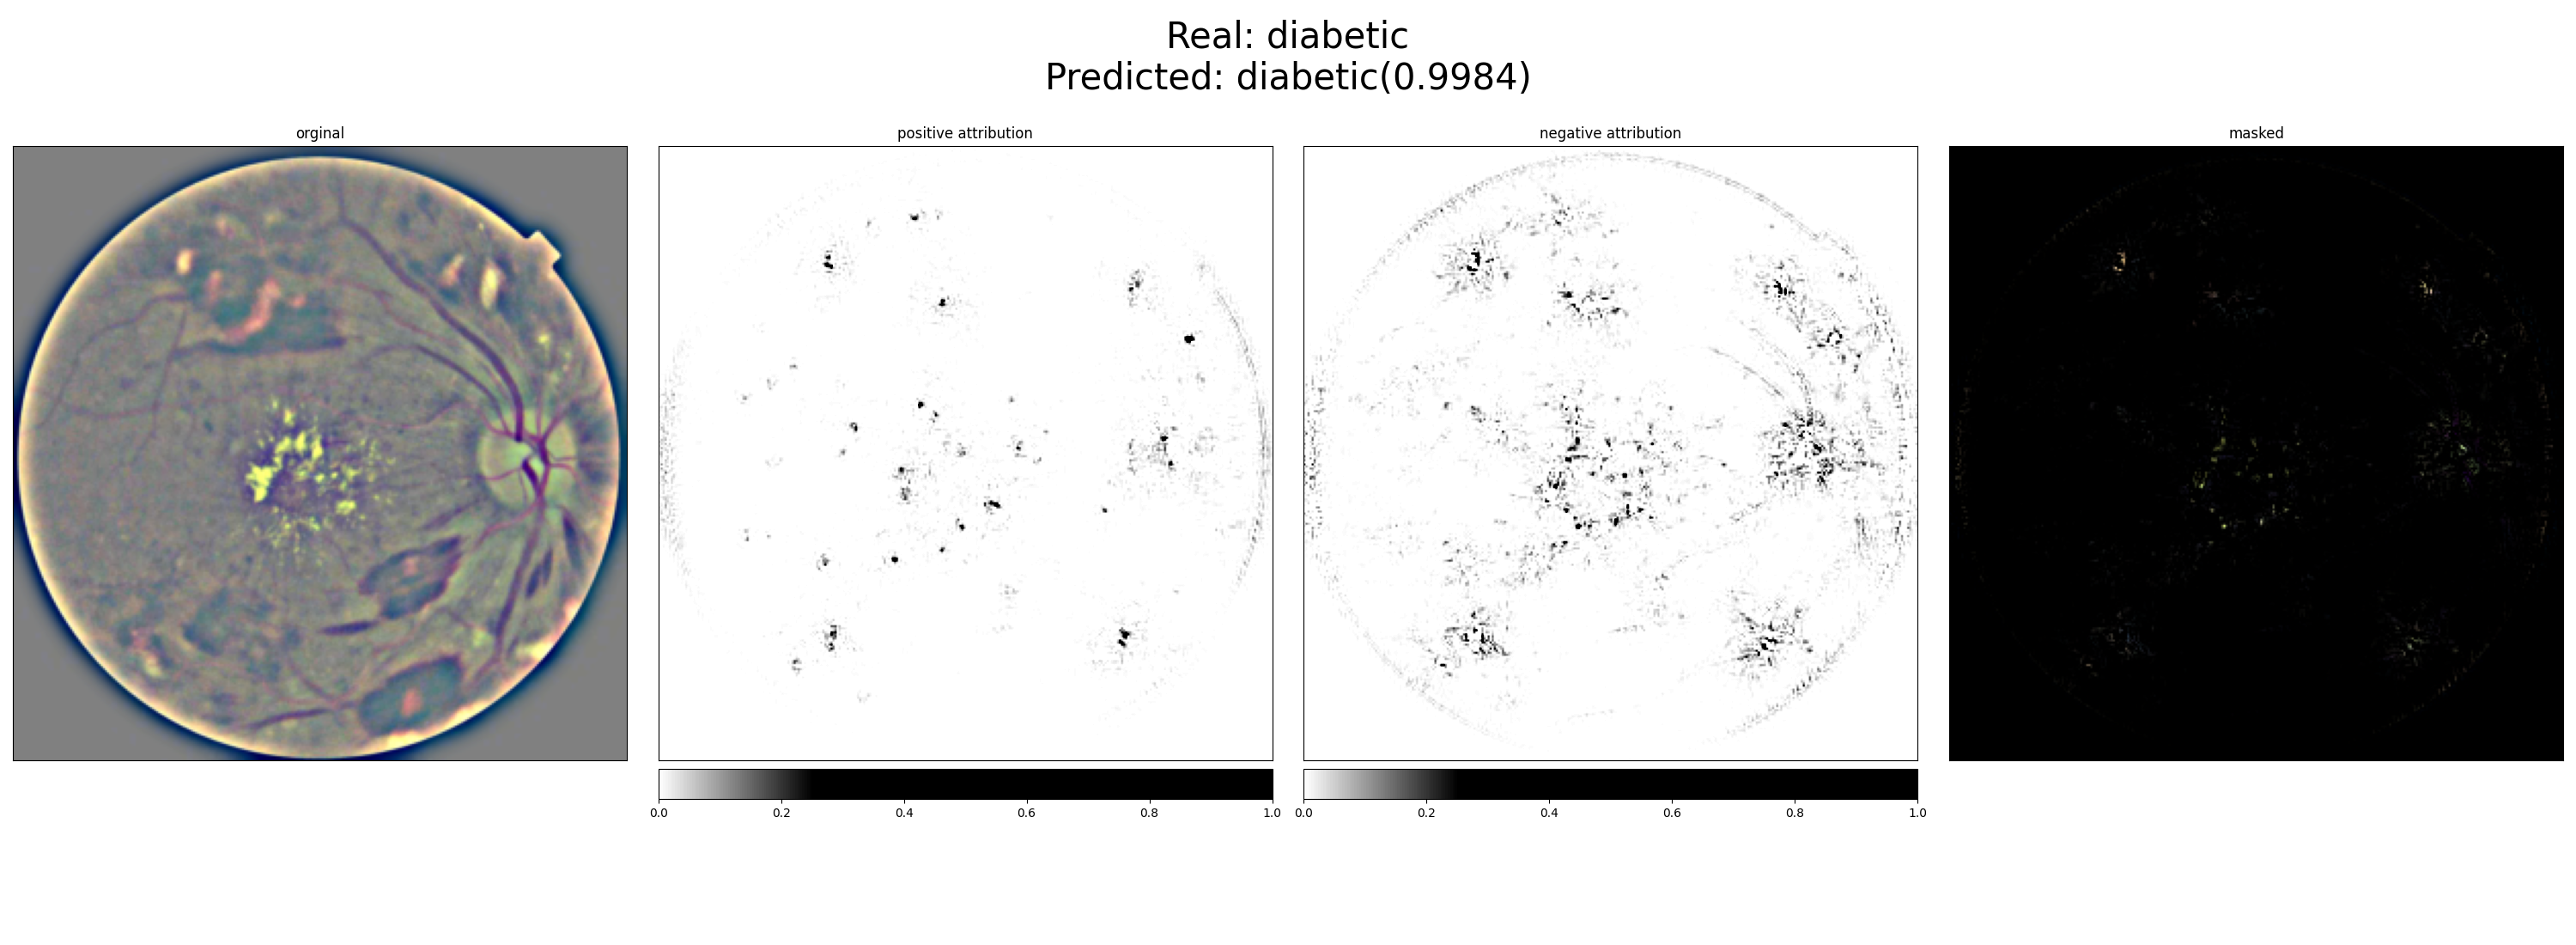 Real: diabetic
Predicted: diabetic(0.9984)
orginal
positive attribution
negative attribution
masked
0.0 0.2 0.4 0.6 0.8 1.0
0.0 0.2 0.4 0.6 0.8 1.0